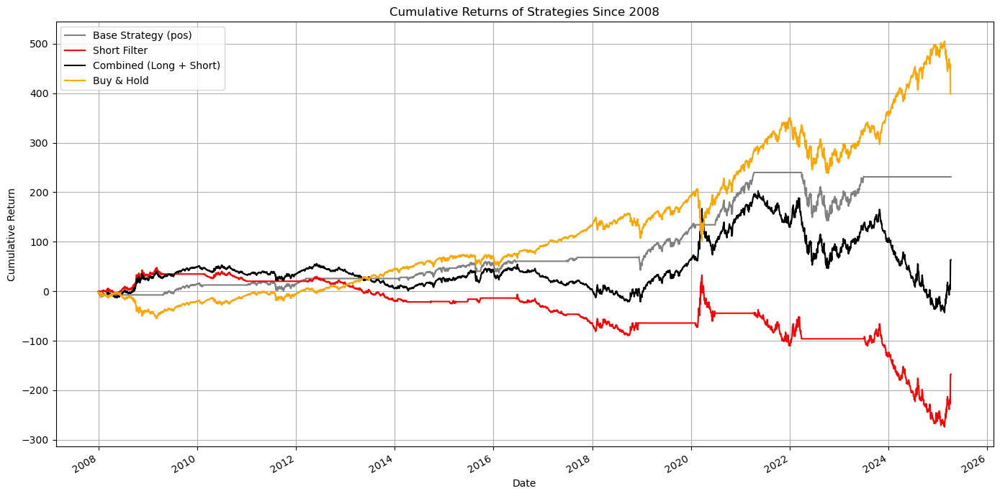 Cumulative Returns of Strategies Since 2008
Base Strategy (pos)
Short Filter
Combined (Long + Short)
Buy & Hold
Cumulative Return
500
400
300
200
100
0
−100
−200
−300
2008
2010
2012
2014
2016
2018
2020
2022
2024
2026
Date